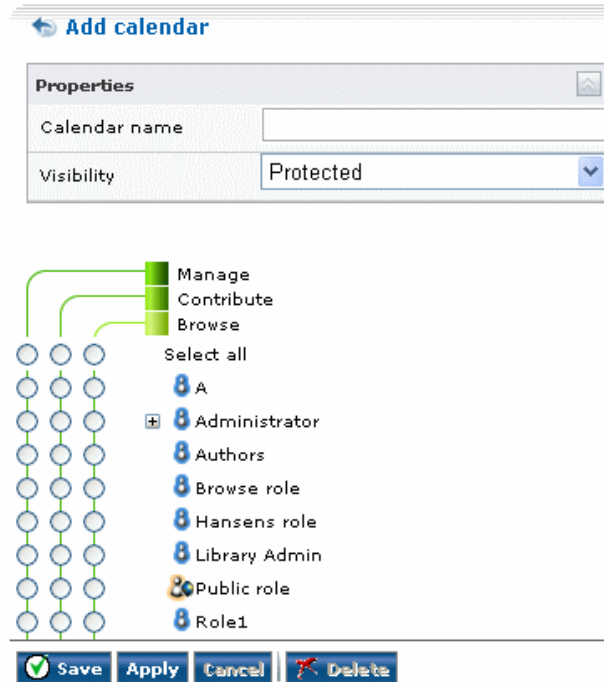 Add calendar
Properties
Calendar name
Visibility Protected
Manage
Contribute
Browse
Select all
A
Administrator
Authors
Browse role
Hansens role
Library Admin
Public role
Role1
Save Apply Cancel Delete